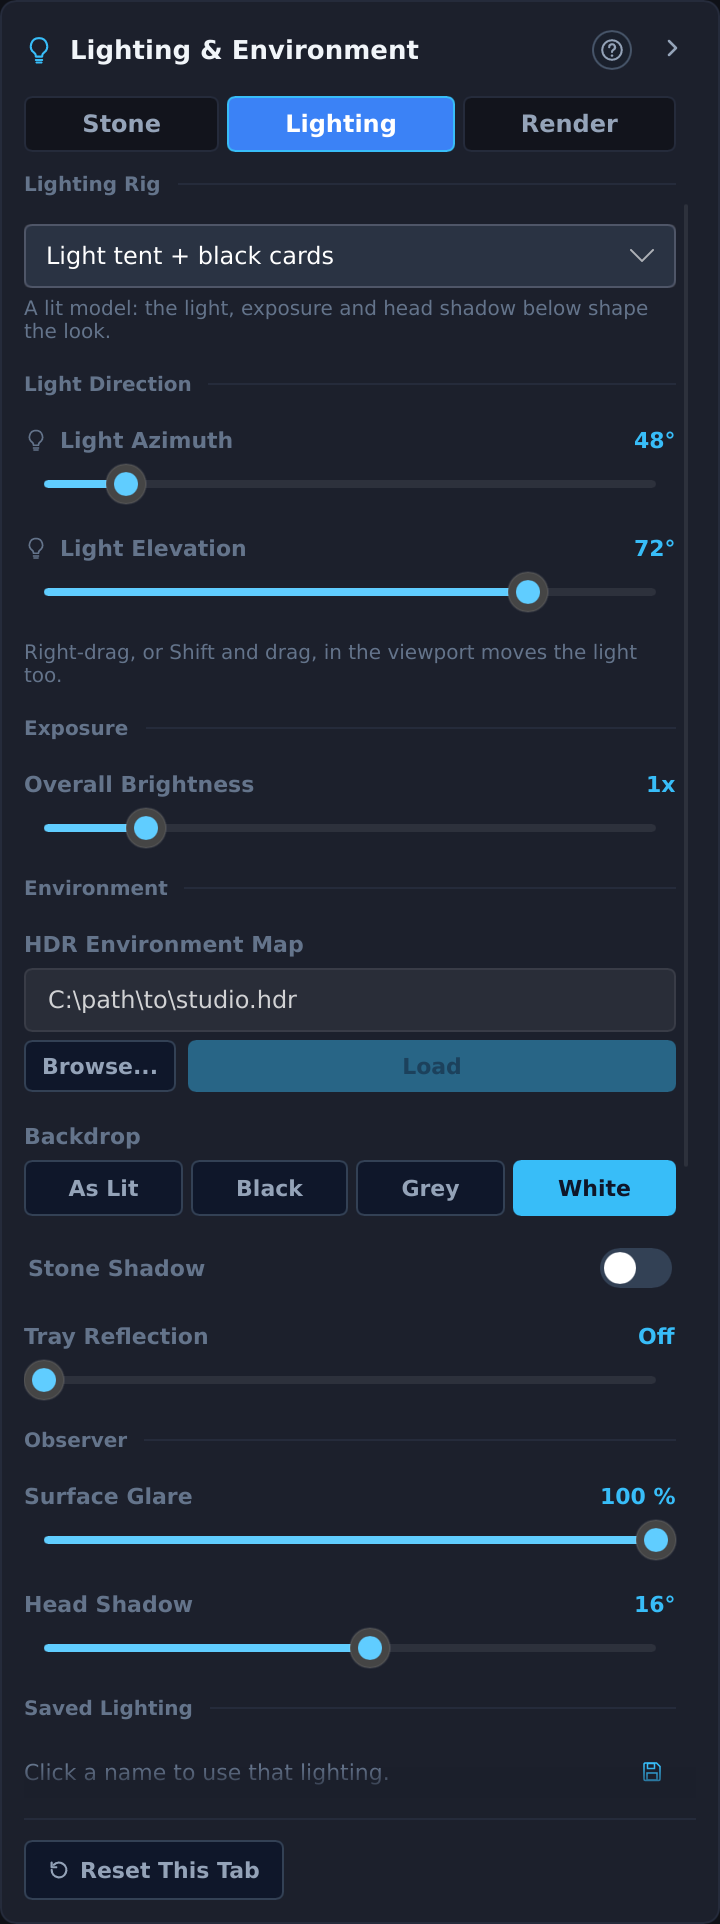 Lighting & Environment
Stone Lighting Render
Lighting Rig
Light tent + black cards
A lit model: the light, exposure and head shadow below shape
the look.
Light Direction
Light Azimuth 48°
Light Elevation 72°
Right-drag, or Shift and drag, in the viewport moves the light
too.
Exposure
Overall Brightness 1x
Environment
HDR Environment Map
C:\path\to\studio.hdr
Browse... Load
Backdrop
As Lit Black Grey White
Stone Shadow
Tray Reflection Off
Observer
Surface Glare 100 %
Head Shadow 16°
Saved Lighting
Click a name to use that lighting.
Reset This Tab